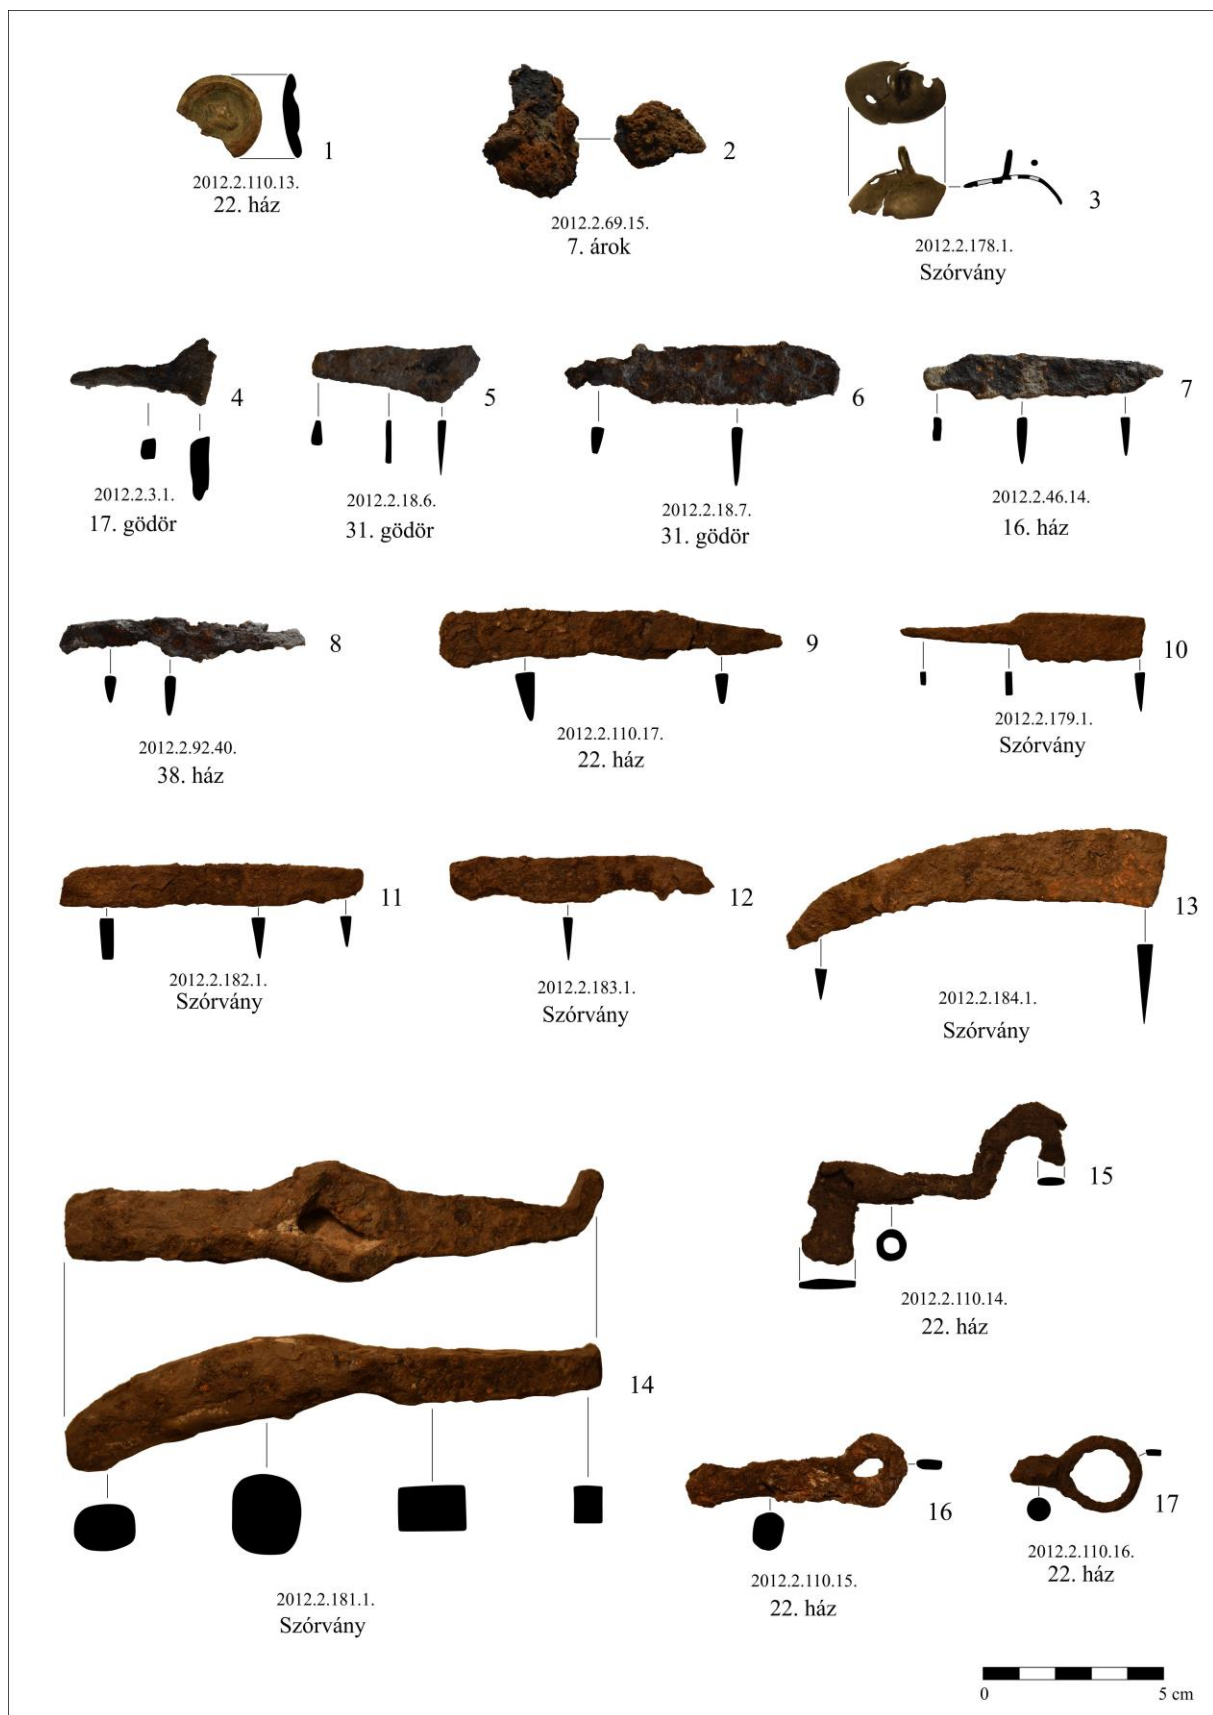 1
2012.2.110.13.
22. ház
2
2012.2.69.15.
7. árok
3
2012.2.178.1.
Szórvány
4
2012.2.3.1.
17. gödör
5
2012.2.18.6.
31. gödör
6
2012.2.18.7.
31. gödör
7
2012.2.46.14.
16. ház
8
2012.2.92.40.
38. ház
9
2012.2.110.17.
22. ház
10
2012.2.179.1.
Szórvány
11
2012.2.182.1.
Szórvány
12
2012.2.183.1.
Szórvány
13
2012.2.184.1.
Szórvány
14
2012.2.181.1.
Szórvány
15
2012.2.110.14.
22. ház
16
2012.2.110.15.
22. ház
17
2012.2.110.16.
22. ház
0 5 cm